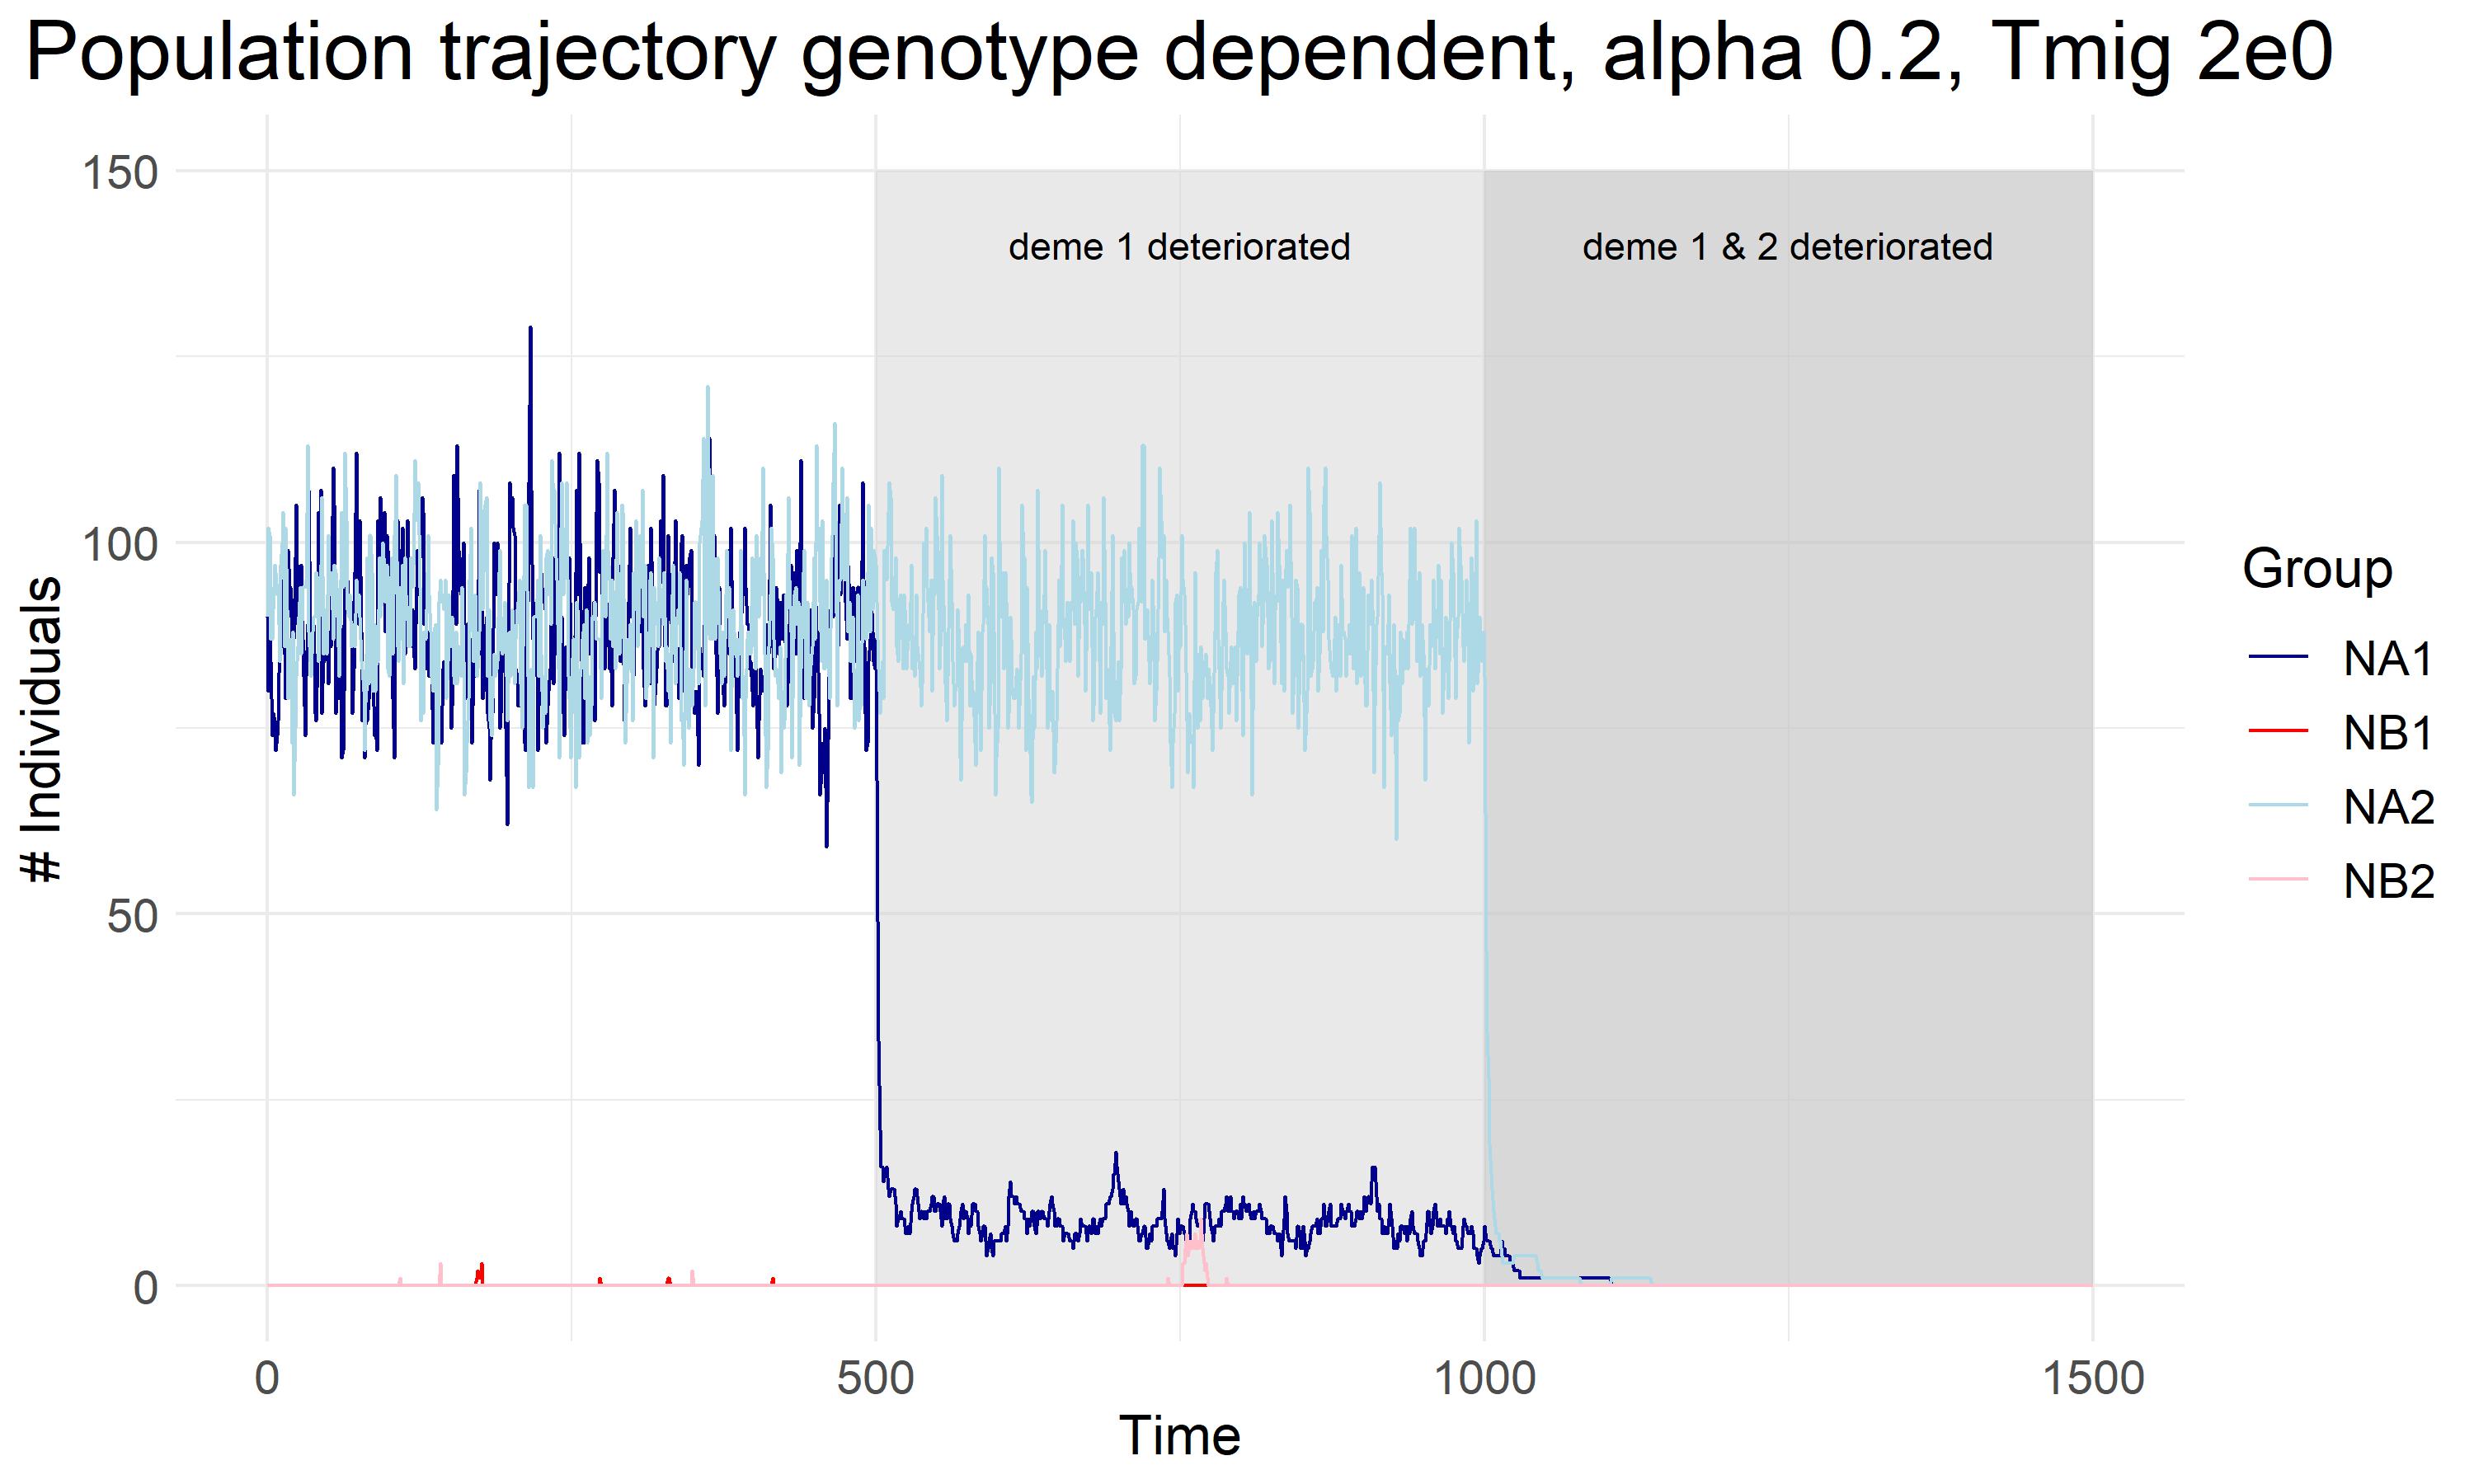 Population trajectory genotype dependent, alpha 0.2, Tmig 2e0
150
deme 1 deteriorated
deme 1 & 2 deteriorated
100
# Individuals
Group
NA1
NB1
NA2
NB2
50
0
0
500
1000
1500
Time